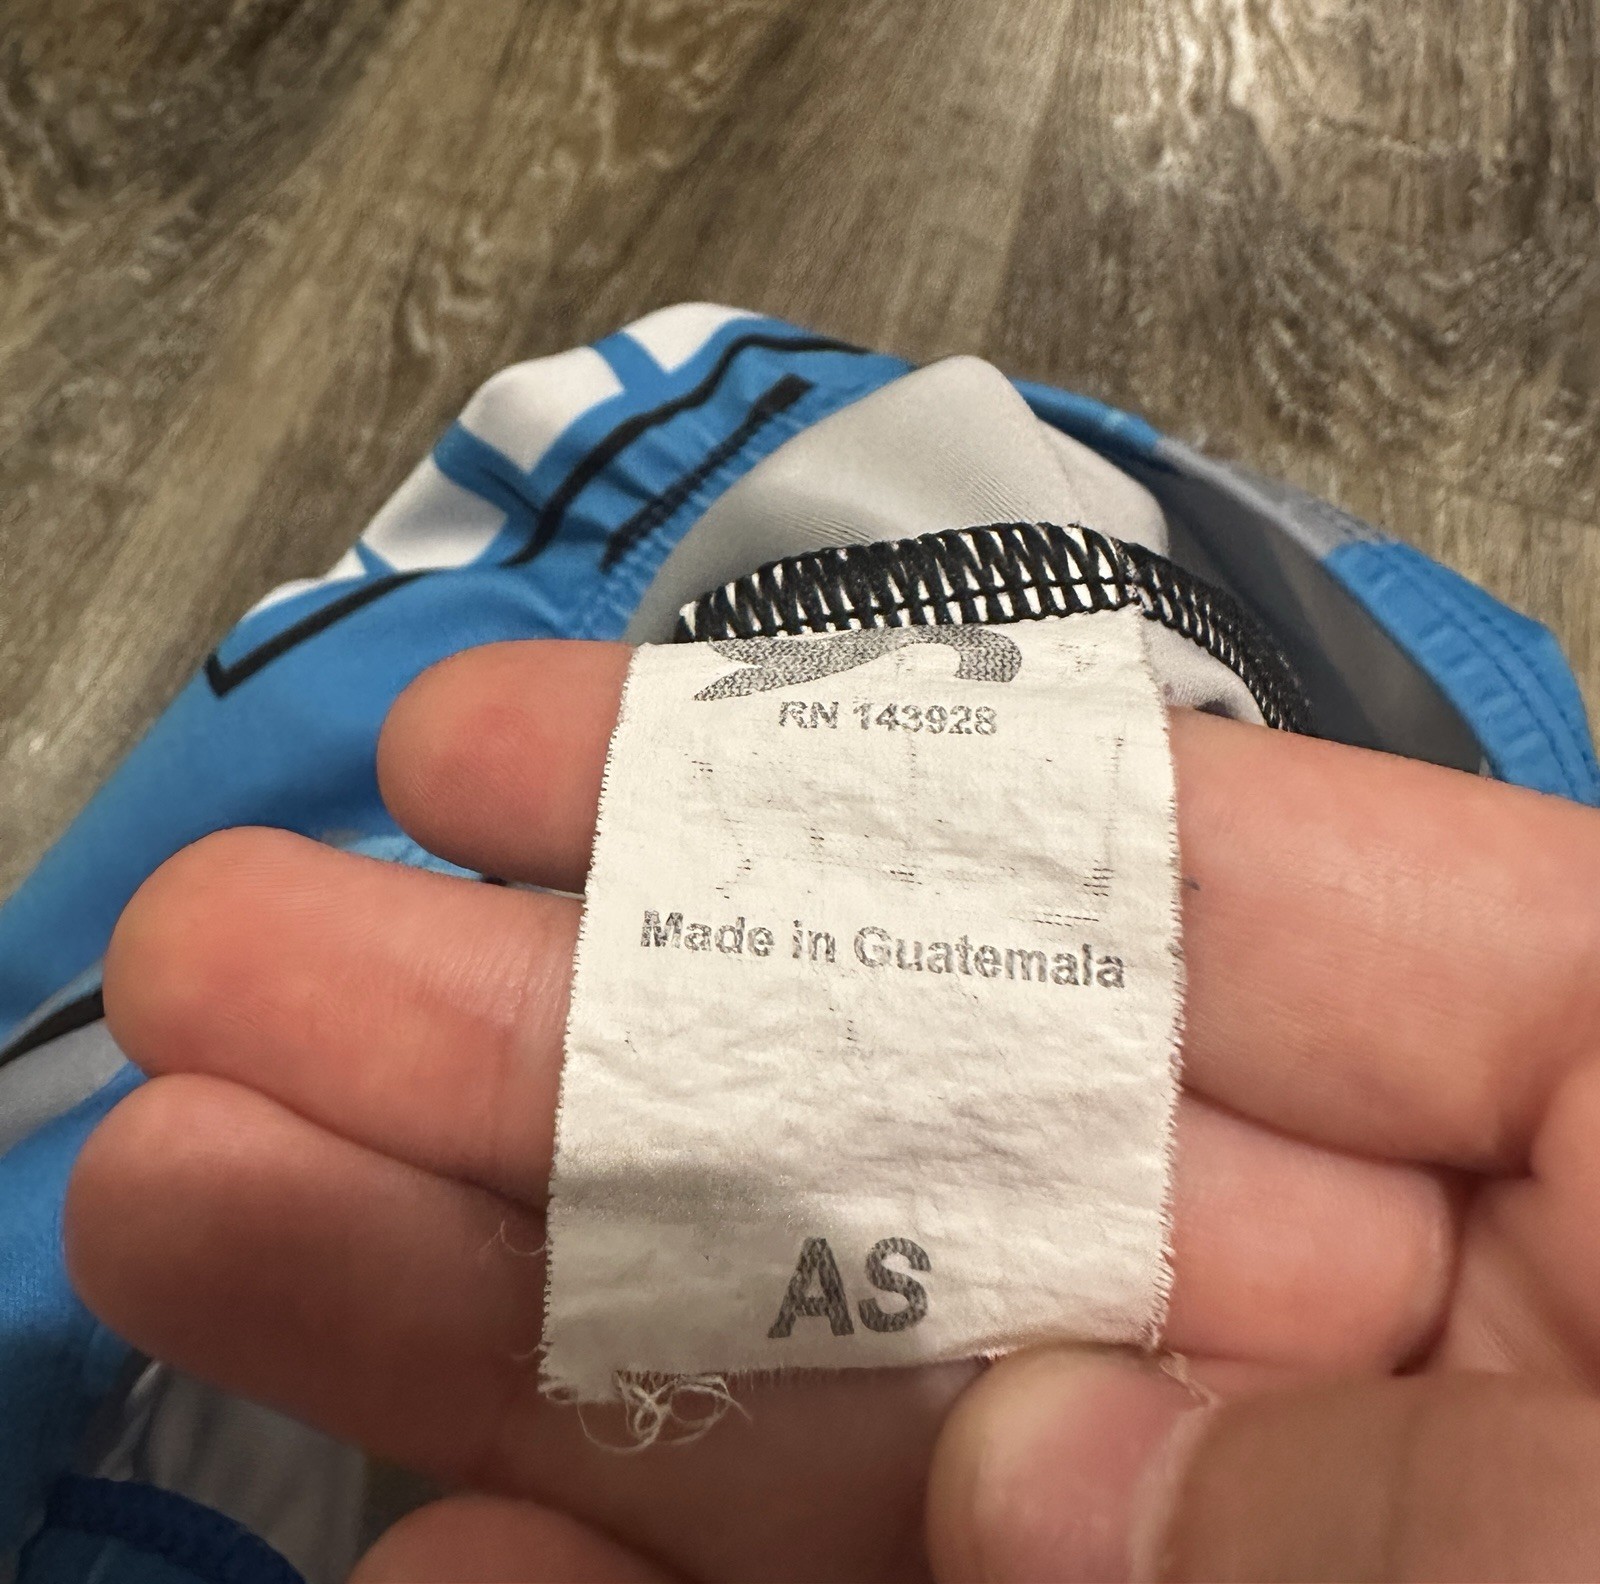 RN 143928
Made in Guatemala
AS